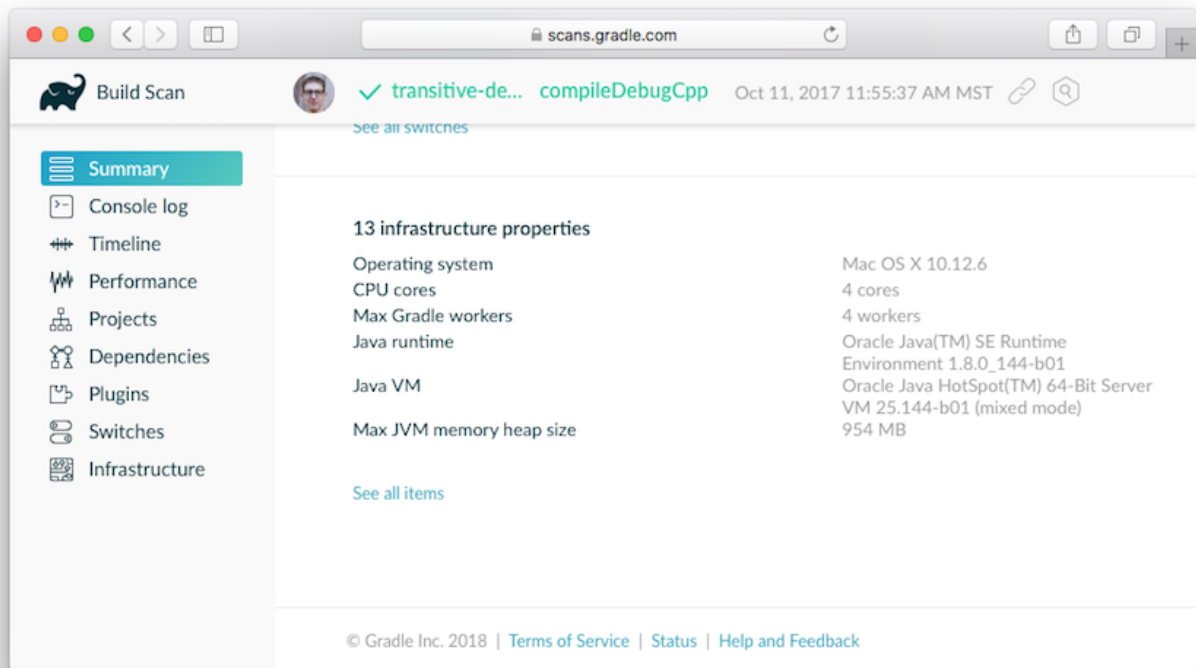 scans.gradle.com
Build Scan
transitive-de... compileDebugCpp Oct 11, 2017 11:55:37 AM MST
See all switches
Summary
Console log
Timeline
Performance
Projects
Dependencies
Plugins
Switches
Infrastructure
13 infrastructure properties
Operating system Mac OS X 10.12.6
CPU cores 4 cores
Max Gradle workers 4 workers
Java runtime Oracle Java(TM) SE Runtime
Environment 1.8.0_144-b01
Java VM Oracle Java HotSpot(TM) 64-Bit Server
VM 25.144-b01 (mixed mode)
Max JVM memory heap size 954 MB
See all items
© Gradle Inc. 2018 | Terms of Service | Status | Help and Feedback